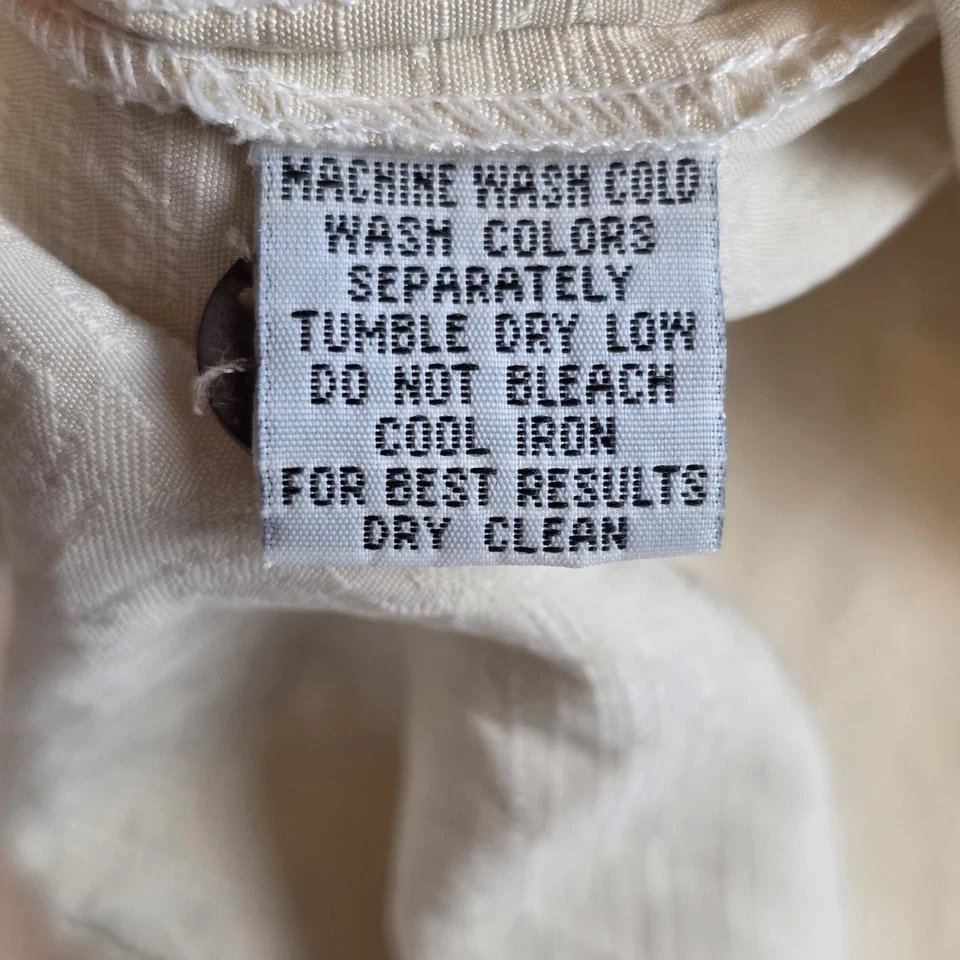 MACHINE WASH COLD
WASH COLORS
SEPARATELY
TUMBLE DRY LOW
DO NOT BLEACH
COOL IRON
FOR BEST RESULTS
DRY CLEAN